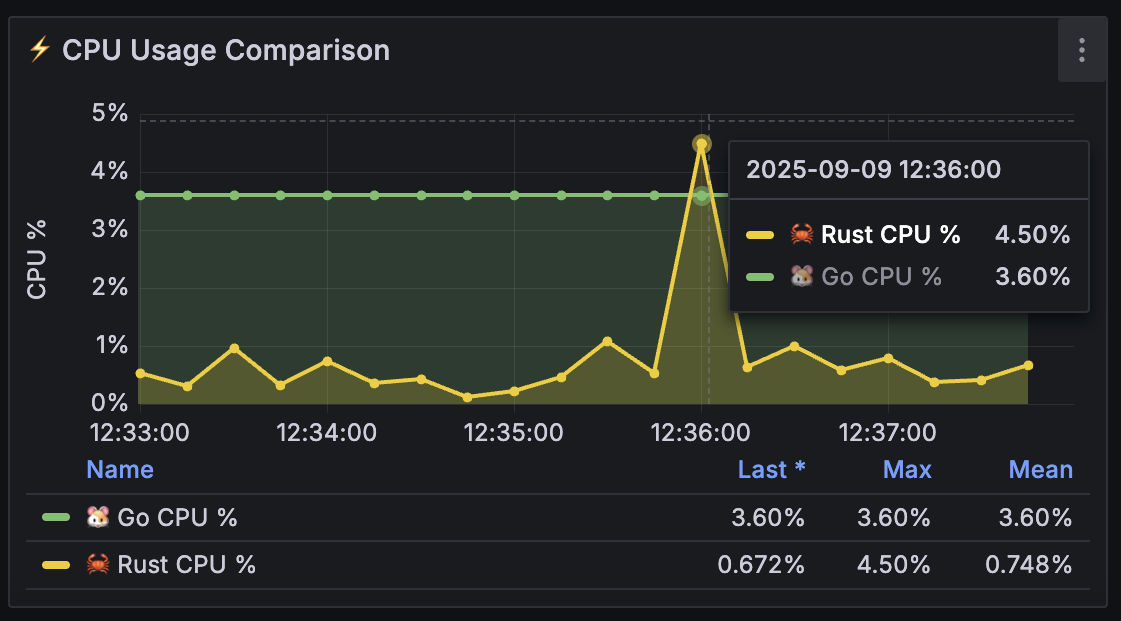 ⚡ CPU Usage Comparison
5%
4%
3%
2%
1%
0%
CPU %
12:33:00 12:34:00 12:35:00 12:36:00 12:37:00
2025-09-09 12:36:00
🦀 Rust CPU % 4.50%
🐹 Go CPU % 3.60%
Name Last * Max Mean
🐹 Go CPU % 3.60% 3.60% 3.60%
🦀 Rust CPU % 0.672% 4.50% 0.748%